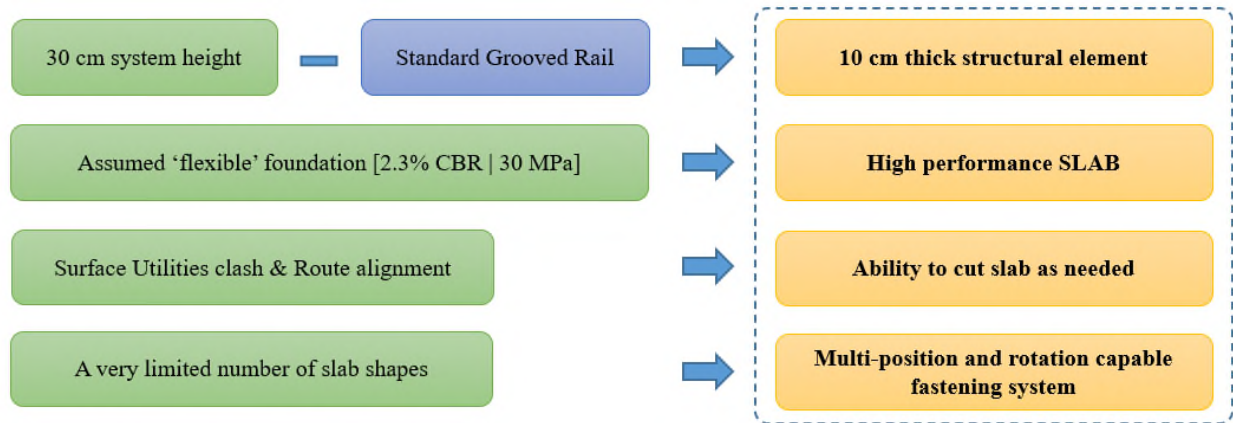 30 cm system height
Standard Grooved Rail
10 cm thick structural element
Assumed ‘flexible’ foundation [2.3% CBR | 30 MPa]
High performance SLAB
Surface Utilities clash & Route alignment
Ability to cut slab as needed
A very limited number of slab shapes
Multi-position and rotation capable
fastening system